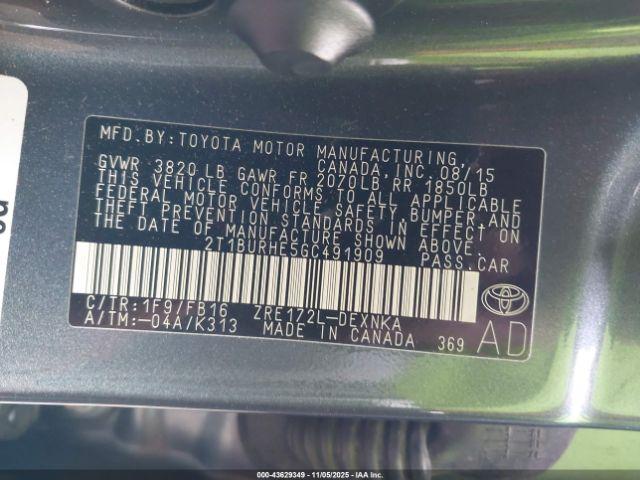 MFD. BY: TOYOTA MOTOR MANUFACTURING,
CANADA, INC. 08/15
GVWR 3820 LB GAWR FR 2070LB RR 1850LB
THIS VEHICLE CONFORMS TO ALL APPLICABLE
FEDERAL MOTOR VEHICLE SAFETY, BUMPER AND
THEFT PREVENTION STANDARDS IN EFFECT ON
THE DATE OF MANUFACTURE SHOWN ABOVE.
2T1BURHE5GC491909 PASS. CAR
C/TR: 1F9/FB16 ZRE172L-DEXNKA
A/TM: -04A/K313 MADE IN CANADA 369 AD
000-43629349 - 11/05/2025 - IAA Inc.